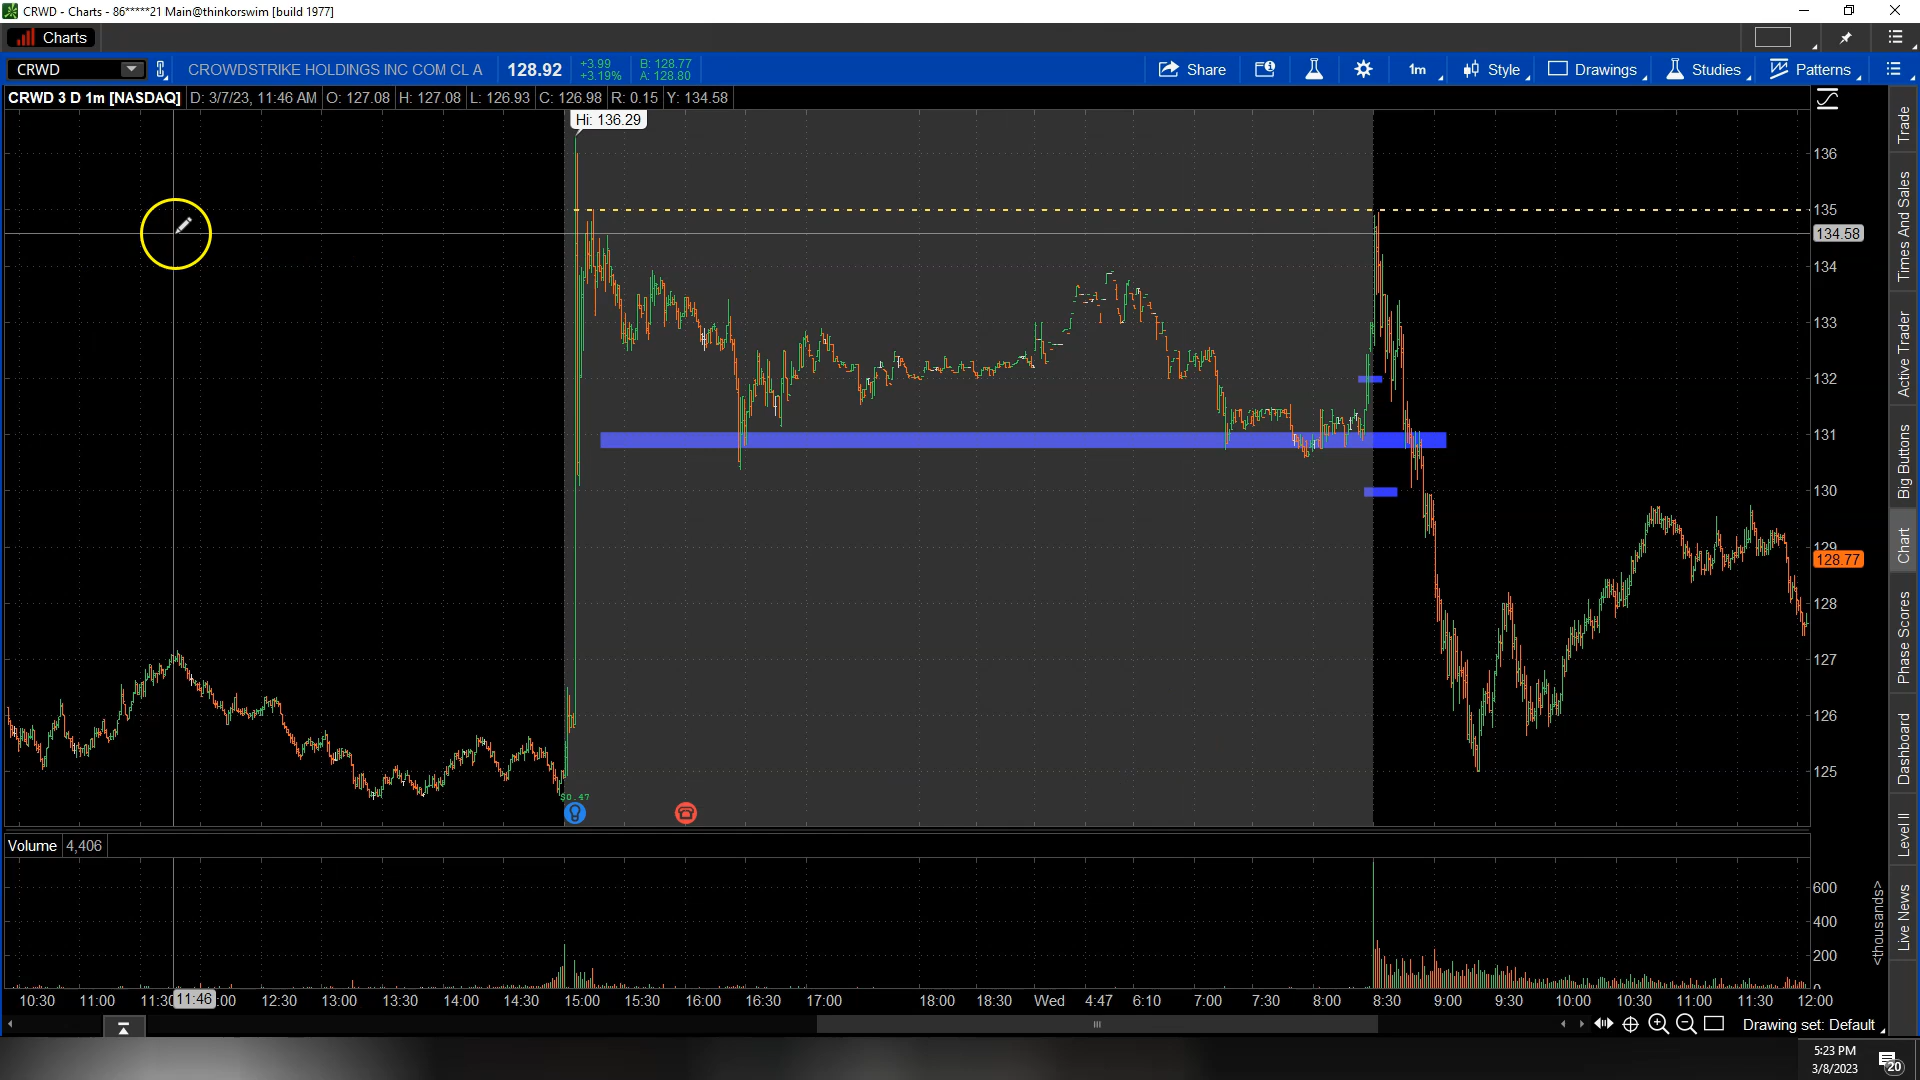 CRWD - Charts - 86*****21 Main@thinkorswim [build 1977]
Charts
CRWD CROWDSTRIKE HOLDINGS INC COM CL A 128.92 +3.99 +3.19% B: 128.77 A: 128.80 Share 1m Style Drawings Studies Patterns
CRWD 3 D 1m [NASDAQ] D: 3/7/23, 11:46 AM O: 127.08 H: 127.08 L: 126.93 C: 126.98 R: 0.15 Y: 134.58
Hi: 136.29
136
135
134.58
134
133
132
131
130
129
128.77
128
127
126
125
$0.47
Trade
Times And Sales
Active Trader
Big Buttons
Chart
Phase Scores
Dashboard
Level II
Live News
Volume 4,406
600
400
200
0
<thousands>
10:30 11:00 11:30 11:46 :00 12:30 13:00 13:30 14:00 14:30 15:00 15:30 16:00 16:30 17:00 18:00 18:30 Wed 4:47 6:10 7:00 7:30 8:00 8:30 9:00 9:30 10:00 10:30 11:00 11:30 12:00
Drawing set: Default
5:23 PM
3/8/2023
20